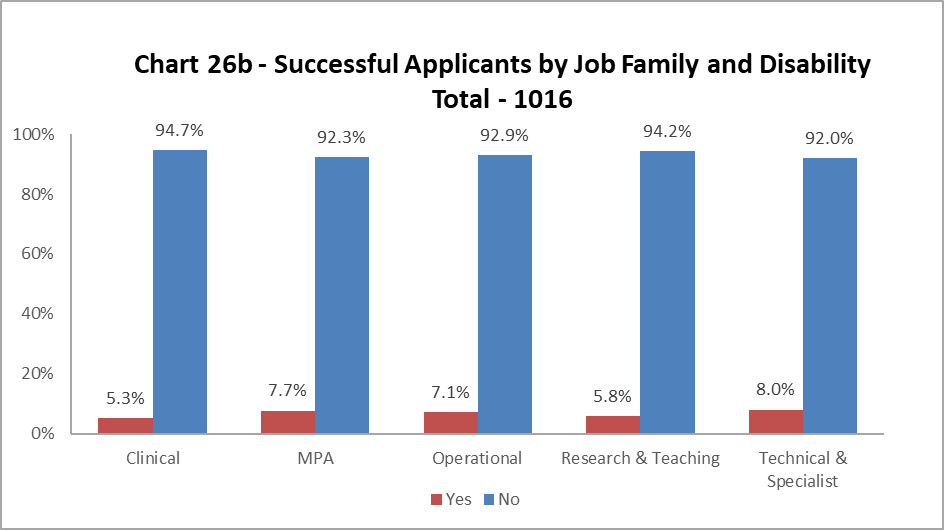 Chart 26b - Successful Applicants by Job Family and Disability
Total - 1016
100%
80%
60%
40%
20%
0%
94.7%
92.3%
92.9%
94.2%
92.0%
5.3%
7.7%
7.1%
5.8%
8.0%
Clinical
MPA
Operational
Research & Teaching
Technical &
Specialist
Yes
No